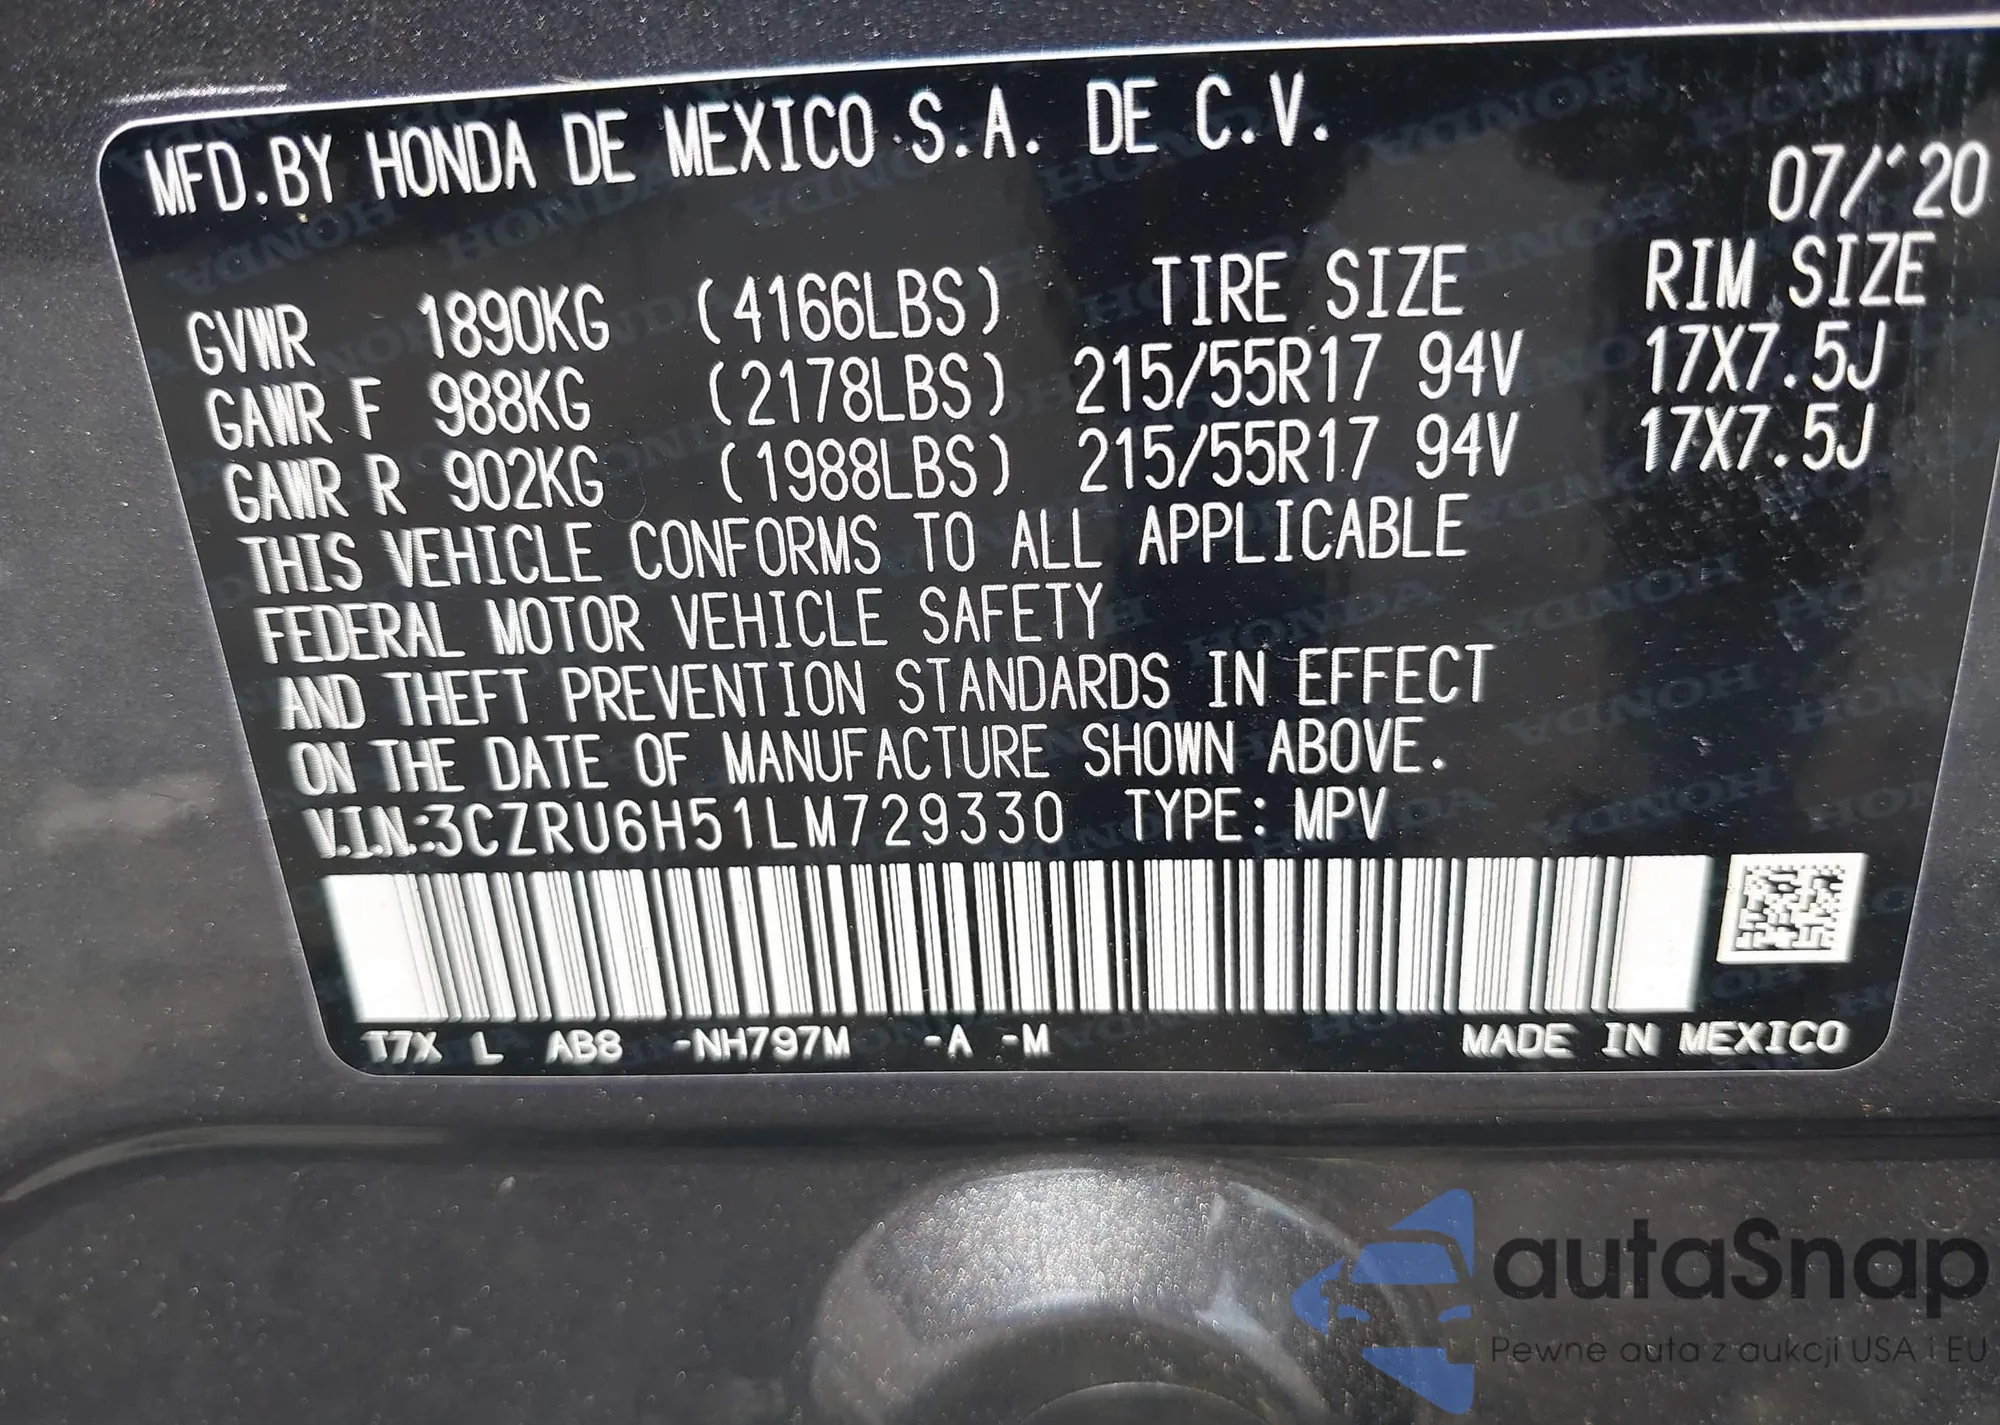 MFD.BY HONDA DE MEXICO S.A. DE C.V.
07/'20
GVWR 1890KG (4166LBS) TIRE SIZE RIM SIZE
GAWR F 988KG (2178LBS) 215/55R17 94V 17X7.5J
GAWR R 902KG (1988LBS) 215/55R17 94V 17X7.5J
THIS VEHICLE CONFORMS TO ALL APPLICABLE
FEDERAL MOTOR VEHICLE SAFETY
AND THEFT PREVENTION STANDARDS IN EFFECT
ON THE DATE OF MANUFACTURE SHOWN ABOVE.
V.I.N.:3CZRU6H51LM729330 TYPE: MPV
T7X L AB8 -NH797M -A -M MADE IN MEXICO
autaSnap
Pewne auta z aukcji USA i EU